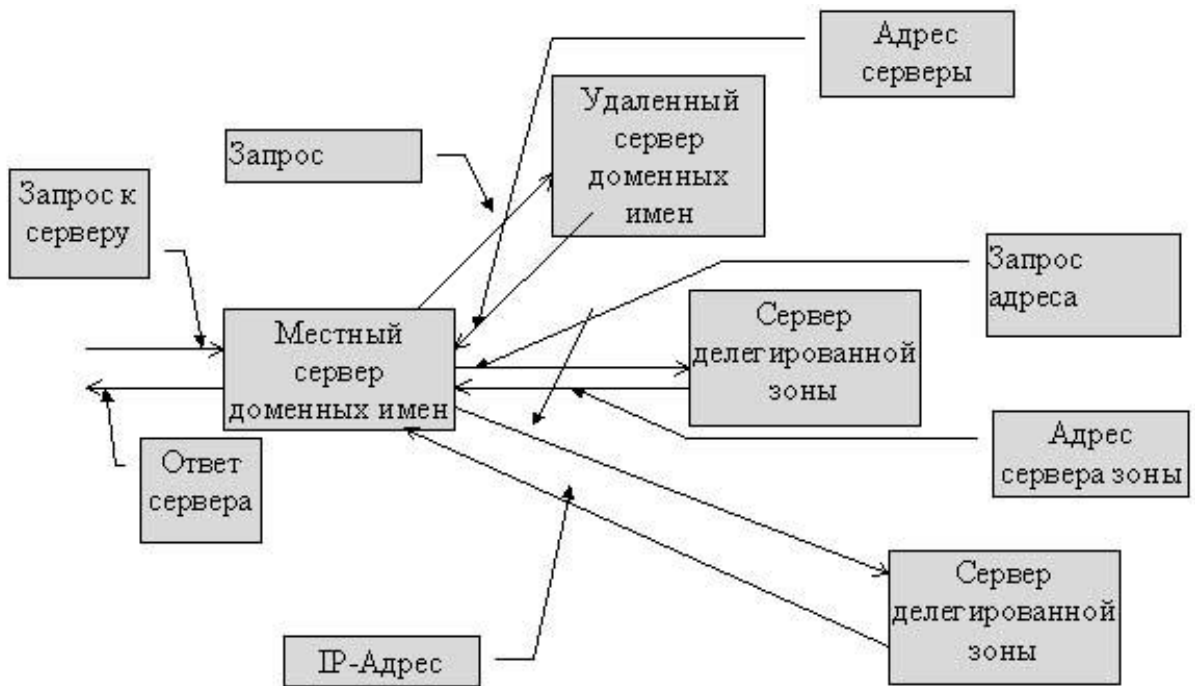 Адрес
серверы
Удаленный
сервер
доменных
имен
Запрос
Запрос к
серверу
Запрос
адреса
Сервер
делегированной
зоны
Местный
сервер
доменных имен
Адрес
сервера зоны
Ответ
сервера
Сервер
делегированной
зоны
IP-Адрес